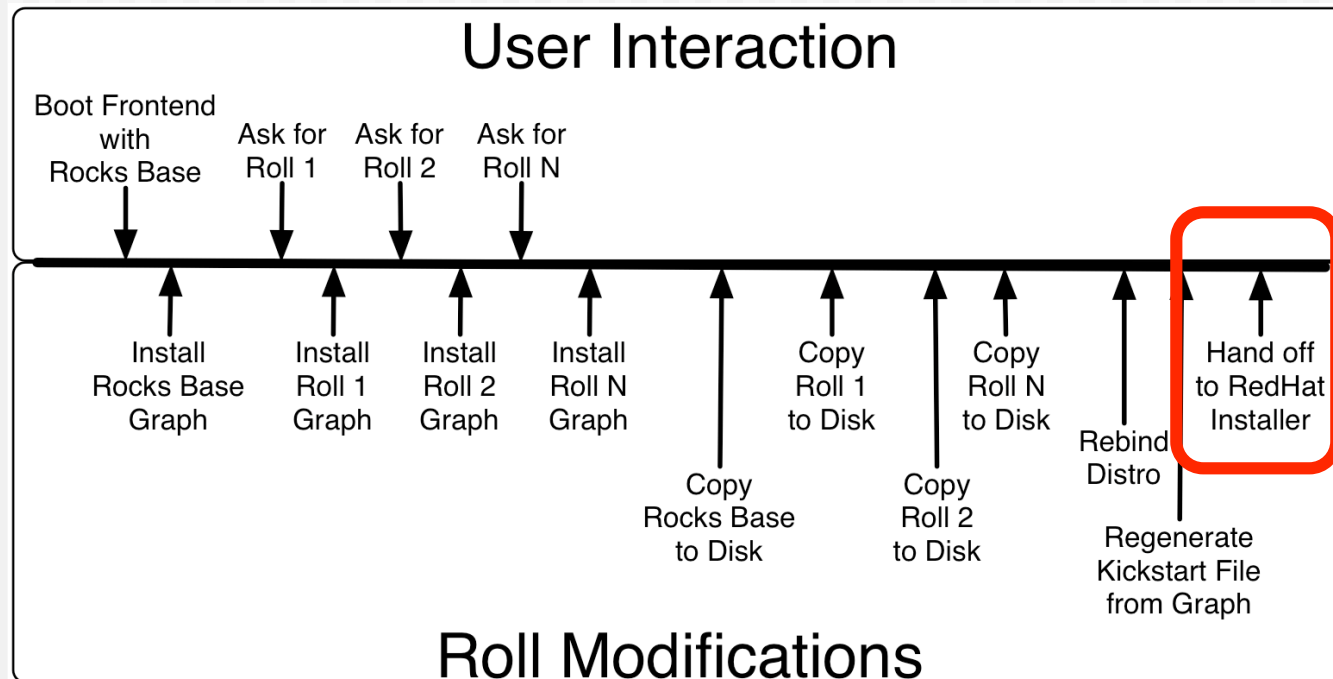 User Interaction
Boot Frontend
with
Rocks Base
Ask for
Roll 1
Ask for
Roll 2
Ask for
Roll N
Install
Rocks Base
Graph
Install
Roll 1
Graph
Install
Roll 2
Graph
Install
Roll N
Graph
Copy
Rocks Base
to Disk
Copy
Roll 1
to Disk
Copy
Roll 2
to Disk
Copy
Roll N
to Disk
Rebind
Distro
Regenerate
Kickstart File
from Graph
Hand off
to RedHat
Installer
Roll Modifications